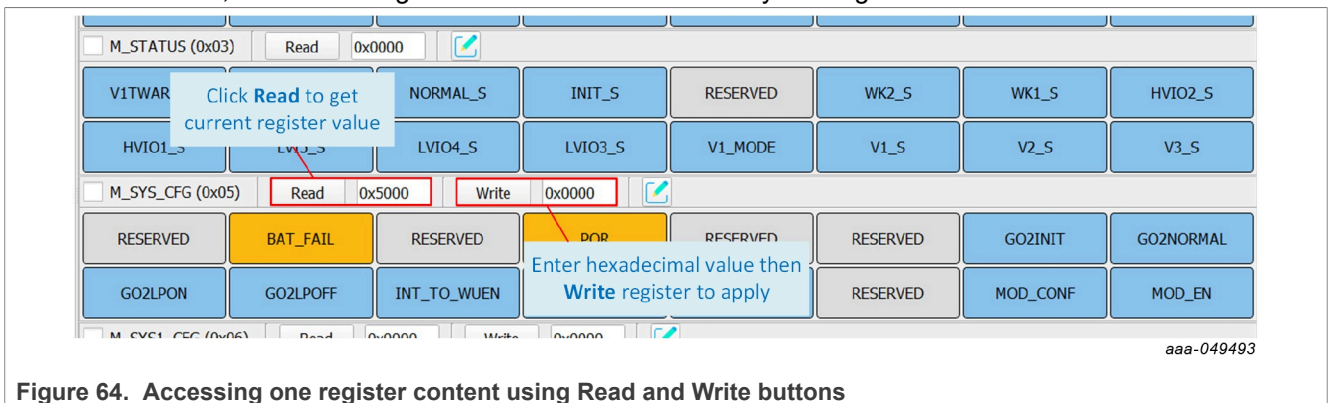 M_STATUS (0x03) Read 0x0000
V1TWAR NORMAL_S INIT_S RESERVED WK2_S WK1_S HVIO2_S
Click Read to get
current register value
HVIO1_S LVIO4_S LVIO3_S V1_MODE V1_S V2_S V3_S
M_SYS_CFG (0x05) Read 0x5000 Write 0x0000
RESERVED BAT_FAIL RESERVED POR RESERVED RESERVED GO2INIT GO2NORMAL
Enter hexadecimal value then
Write register to apply
GO2LPON GO2LPOFF INT_TO_WUEN RESERVED MOD_CONF MOD_EN
M_SYS1_CFG (0x06) Read 0x0000 Write 0x0000
aaa-049493
Figure 64. Accessing one register content using Read and Write buttons